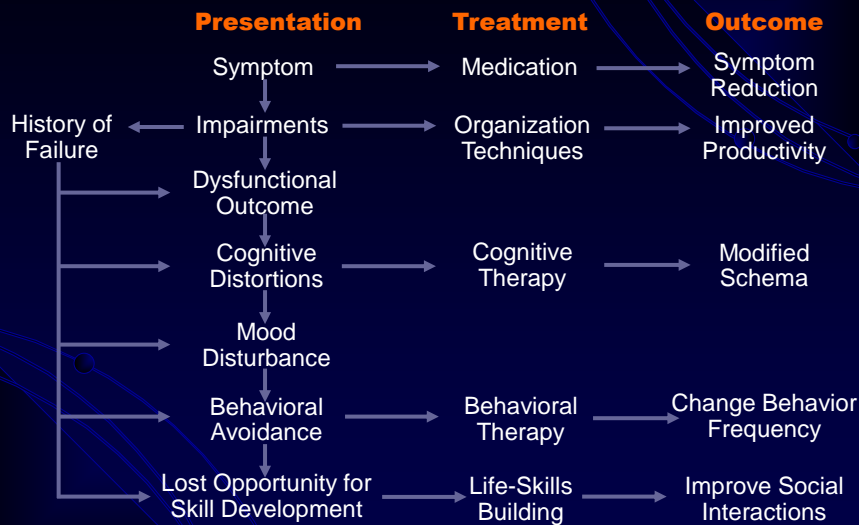 Presentation Treatment Outcome
Symptom Medication Symptom
Reduction
History of
Failure
Impairments Organization
Techniques
Improved
Productivity
Dysfunctional
Outcome
Cognitive
Distortions
Cognitive
Therapy
Modified
Schema
Mood
Disturbance
Behavioral
Avoidance
Behavioral
Therapy
Change Behavior
Frequency
Lost Opportunity for
Skill Development
Life-Skills
Building
Improve Social
Interactions